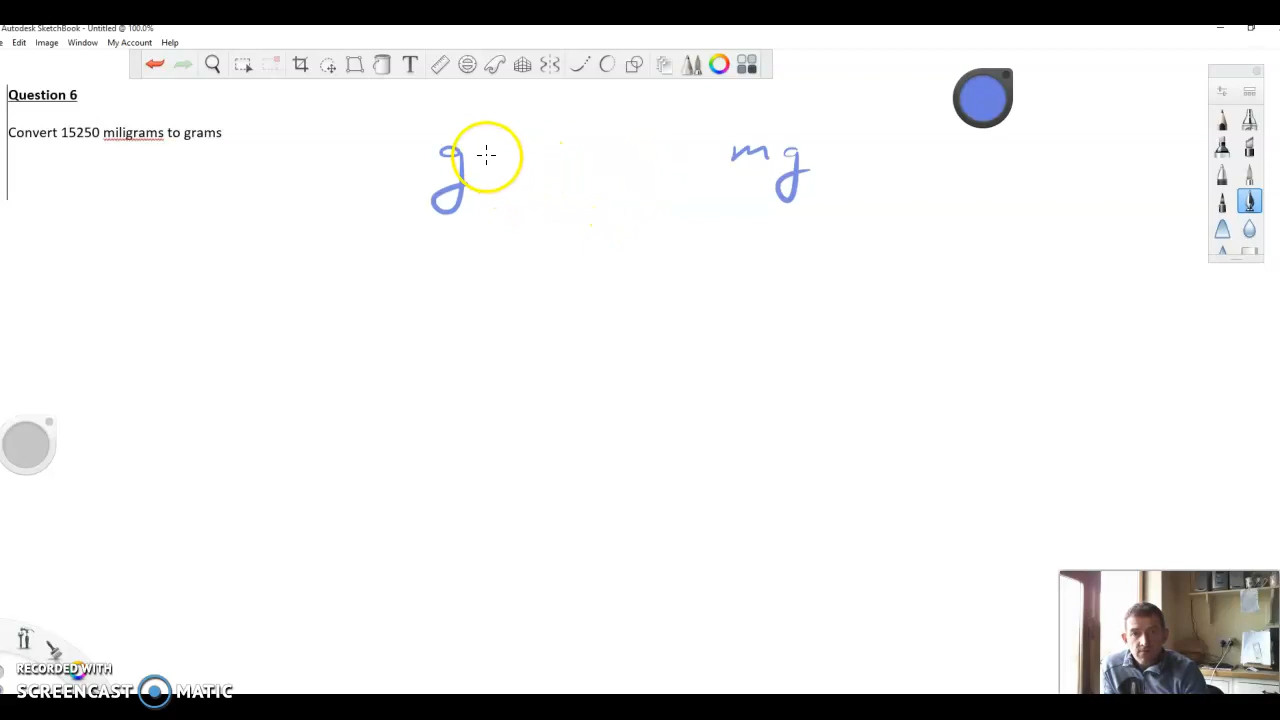 Autodesk SketchBook - Untitled @ 100.0%
Edit Image Window My Account Help
T
Question 6
Convert 15250 miligrams to grams
g mg
RECORDED WITH
SCREENCAST MATIC